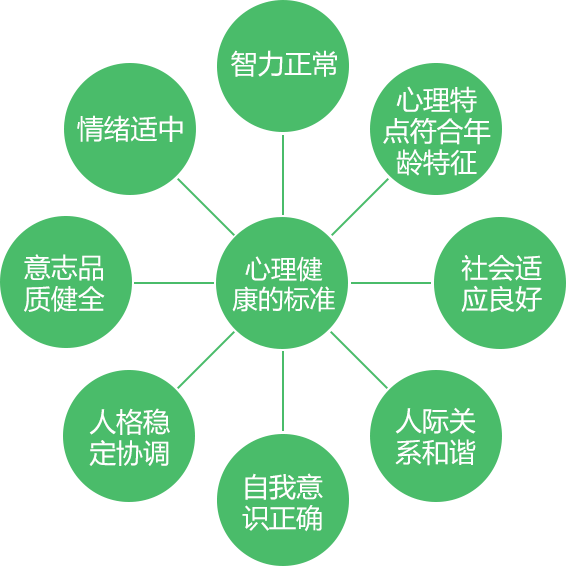 智力正常
心理特
点符合年
龄特征
社会适
应良好
人际关
系和谐
自我意
识正确
人格稳
定协调
意志品
质健全
情绪适中
心理健
康的标准